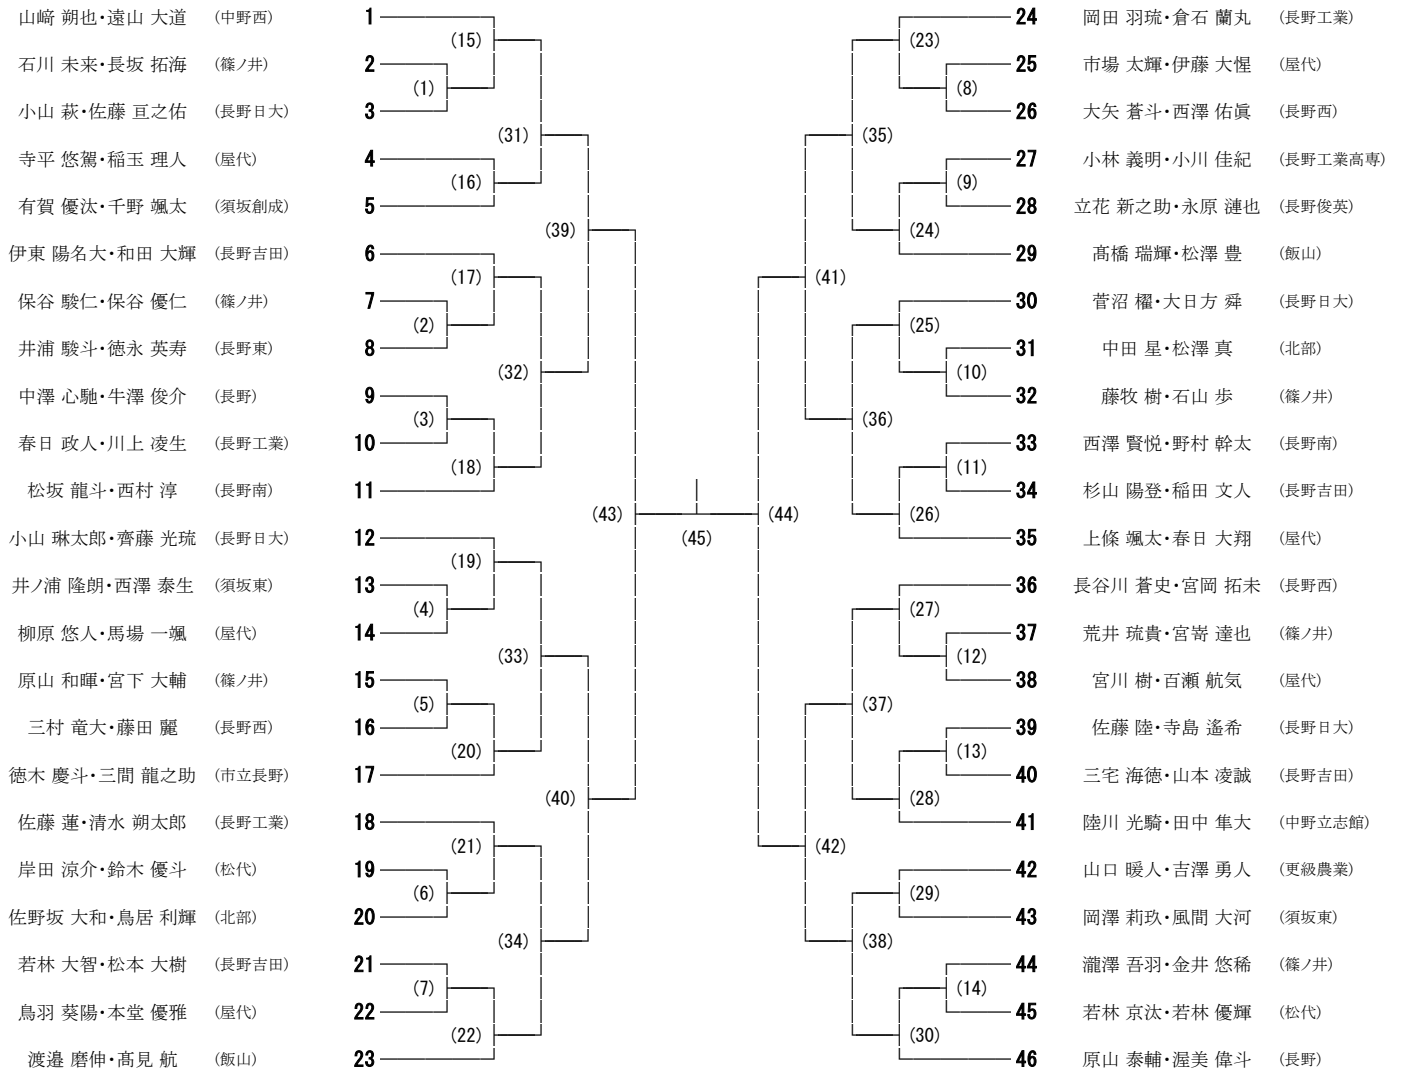 山﨑 朔也・遠山 大道 (中野西) 1
石川 未来・長坂 拓海 (篠ノ井) 2
小山 萩・佐藤 亘之佑 (長野日大) 3
寺平 悠駕・稲玉 理人 (屋代) 4
有賀 優汰・千野 颯太 (須坂創成) 5
伊東 陽名大・和田 大輝 (長野吉田) 6
保谷 駿仁・保谷 優仁 (篠ノ井) 7
井浦 駿斗・徳永 英寿 (長野東) 8
中澤 心馳・牛澤 俊介 (長野) 9
春日 政人・川上 凌生 (長野工業) 10
松坂 龍斗・西村 淳 (長野南) 11
小山 琳太郎・齊藤 光琉 (長野日大) 12
井ノ浦 隆朗・西澤 泰生 (須坂東) 13
柳原 悠人・馬場 一颯 (屋代) 14
原山 和暉・宮下 大輔 (篠ノ井) 15
三村 竜大・藤田 麗 (長野西) 16
徳木 慶斗・三間 龍之助 (市立長野) 17
佐藤 蓮・清水 朔太郎 (長野工業) 18
岸田 涼介・鈴木 優斗 (松代) 19
佐野坂 大和・鳥居 利輝 (北部) 20
若林 大智・松本 大樹 (長野吉田) 21
鳥羽 葵陽・本堂 優雅 (屋代) 22
渡邉 磨伸・髙見 航 (飯山) 23
(1)
(2)
(3)
(4)
(5)
(6)
(7)
(15)
(16)
(17)
(18)
(19)
(20)
(21)
(22)
(31)
(32)
(33)
(34)
(39)
(40)
(43)
(45)
(44)
(41)
(42)
(35)
(36)
(37)
(38)
(23)
(24)
(25)
(26)
(27)
(28)
(29)
(30)
(8)
(9)
(10)
(11)
(12)
(13)
(14)
24 岡田 羽琉・倉石 蘭丸 (長野工業)
25 市場 太輝・伊藤 大惺 (屋代)
26 大矢 蒼斗・西澤 佑眞 (長野西)
27 小林 義明・小川 佳紀 (長野工業高専)
28 立花 新之助・永原 漣也 (長野俊英)
29 髙橋 瑞輝・松澤 豊 (飯山)
30 菅沼 櫂・大日方 舜 (長野日大)
31 中田 星・松澤 真 (北部)
32 藤牧 樹・石山 歩 (篠ノ井)
33 西澤 賢悦・野村 幹太 (長野南)
34 杉山 陽登・稲田 文人 (長野吉田)
35 上條 颯太・春日 大翔 (屋代)
36 長谷川 蒼史・宮岡 拓未 (長野西)
37 荒井 琉貴・宮嵜 達也 (篠ノ井)
38 宮川 樹・百瀬 航気 (屋代)
39 佐藤 陸・寺島 遙希 (長野日大)
40 三宅 海徳・山本 凌誠 (長野吉田)
41 陸川 光騎・田中 隼大 (中野立志館)
42 山口 暖人・吉澤 勇人 (更級農業)
43 岡澤 莉玖・風間 大河 (須坂東)
44 瀧澤 吾羽・金井 悠稀 (篠ノ井)
45 若林 京汰・若林 優輝 (松代)
46 原山 泰輔・渥美 偉斗 (長野)